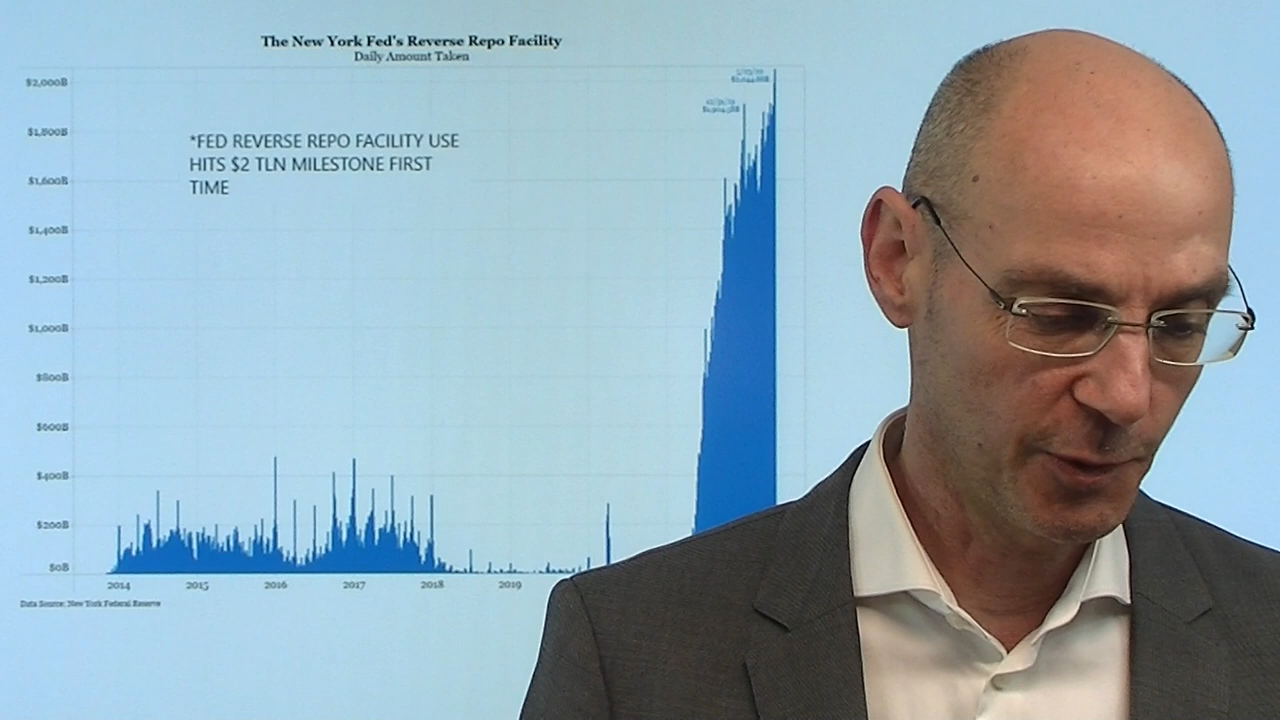 The New York Fed's Reverse Repo Facility
Daily Amount Taken
$2,000B
$1,800B
$1,600B
$1,400B
$1,200B
$1,000B
$800B
$600B
$400B
$200B
$0B
*FED REVERSE REPO FACILITY USE
HITS $2 TLN MILESTONE FIRST
TIME
2014 2015 2016 2017 2018 2019
Data Source: New York Federal Reserve